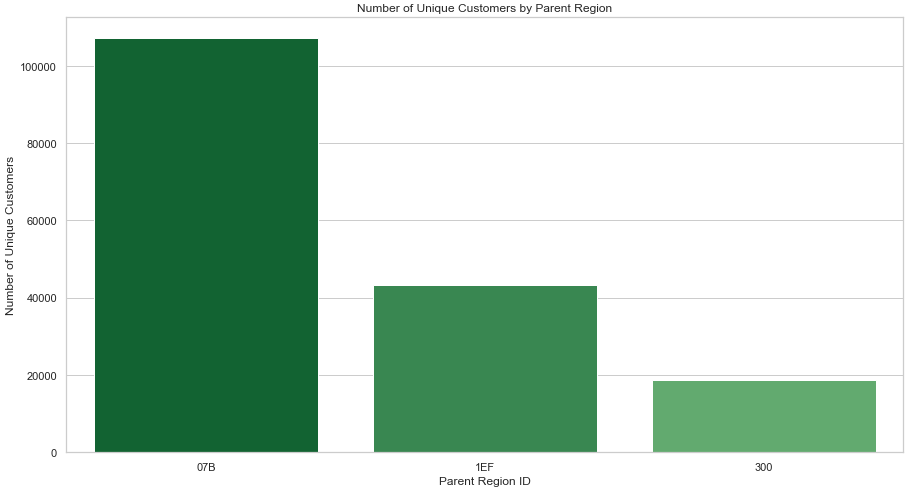 Number of Unique Customers by Parent Region
Number of Unique Customers
100000
80000
60000
40000
20000
0
07B
1EF
300
Parent Region ID